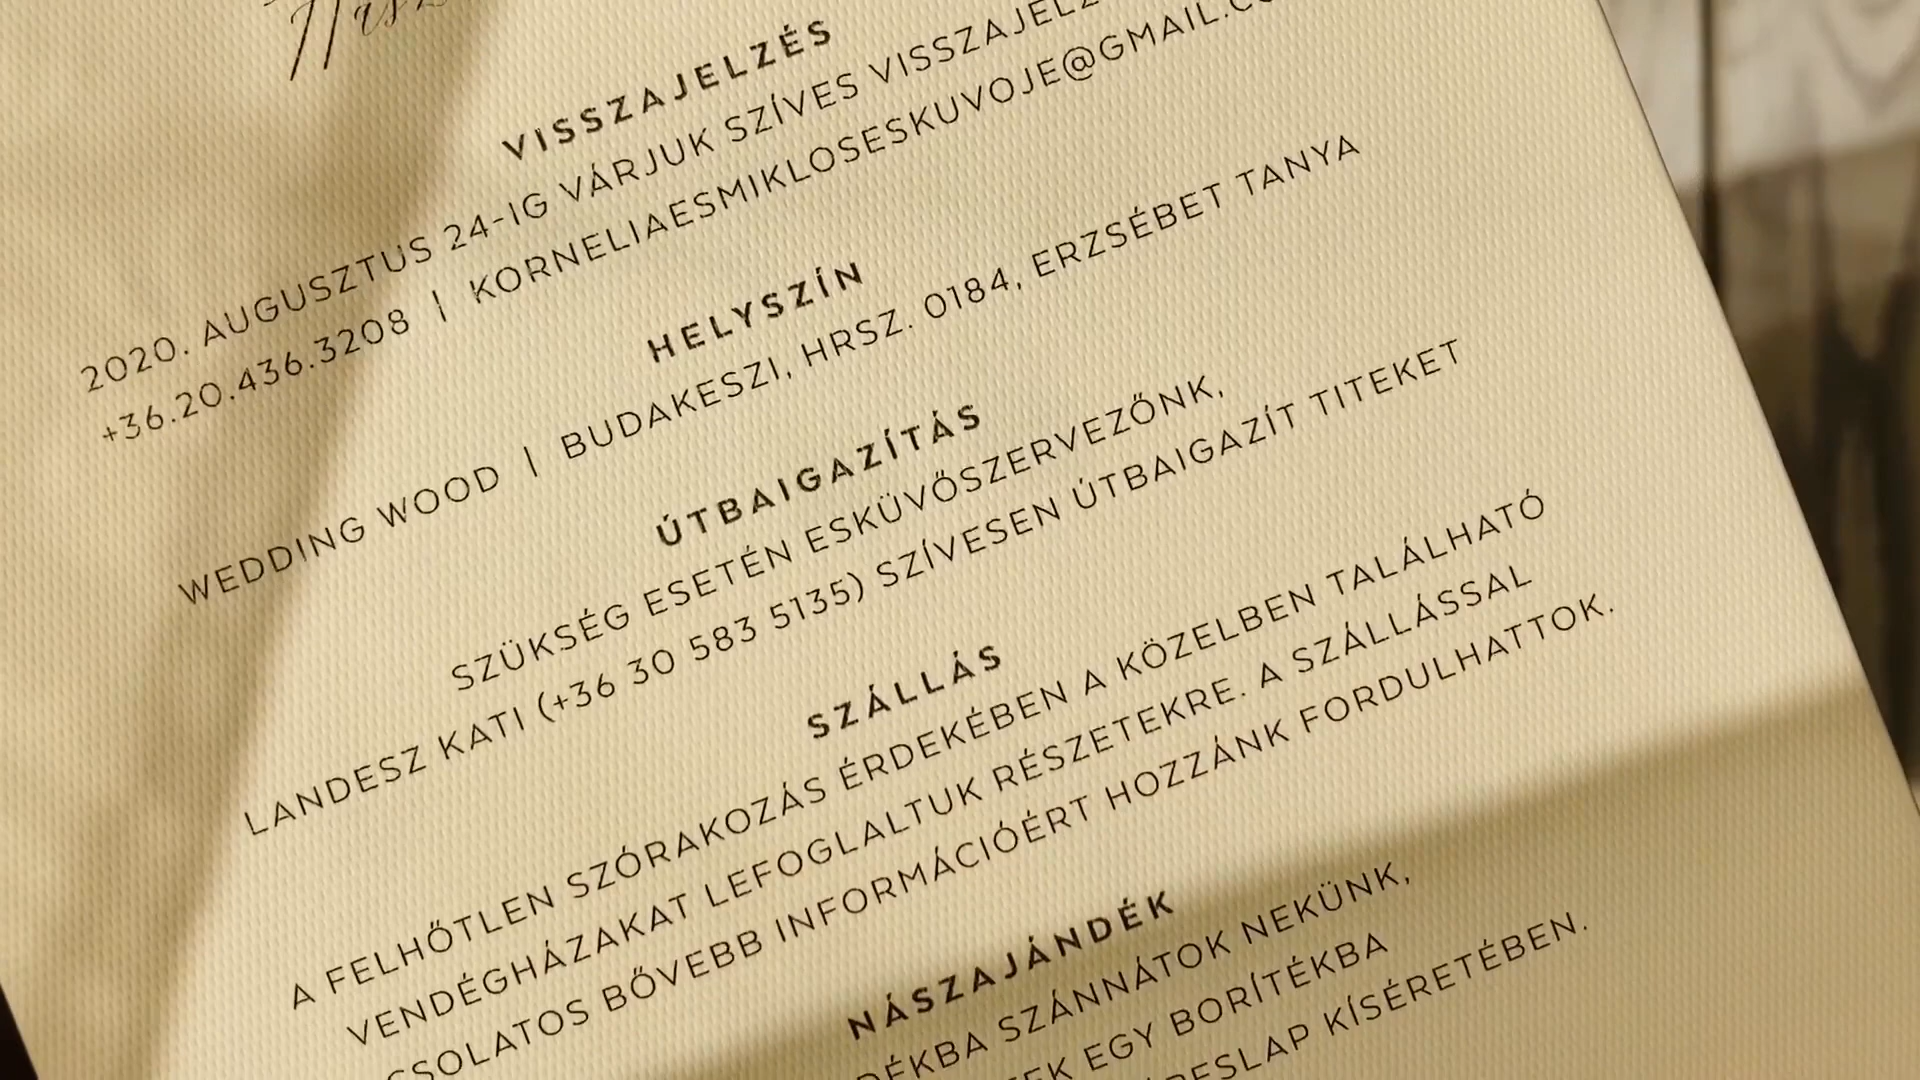 VISSZAJELZÉS
2020. AUGUSZTUS 24-IG VÁRJUK SZÍVES
+36.20.436.3208 | KORNELIAESMIKLOSESKUVOJE@GMAIL.
HELYSZÍN
WEDDING WOOD | BUDAKESZI, HRSZ. 0184, ERZSÉBET TANYA
ÚTBAIGAZÍTÁS
SZÜKSÉG ESETÉN ESKÜVŐSZERVEZŐNK,
LANDESZ KATI (+36 30 583 5135) SZÍVESEN ÚTBAIGAZÍT TITEKET
SZÁLLÁS
A FELHŐTLEN SZÓRAKOZÁS ÉRDEKÉBEN A KÖZELBEN TALÁLHATÓ
VENDÉGHÁZAKAT LEFOGLALTUK RÉSZETEKRE. A SZÁLLÁSSAL
CSOLATOS BŐVEBB INFORMÁCIÓÉRT HOZZÁNK FORDULHATTOK.
NÁSZAJÁNDÉK
DÉKBA SZÁNNÁTOK NEKÜNK,
EK EGY BORÍTÉKBA
KÍSÉRETÉBEN.